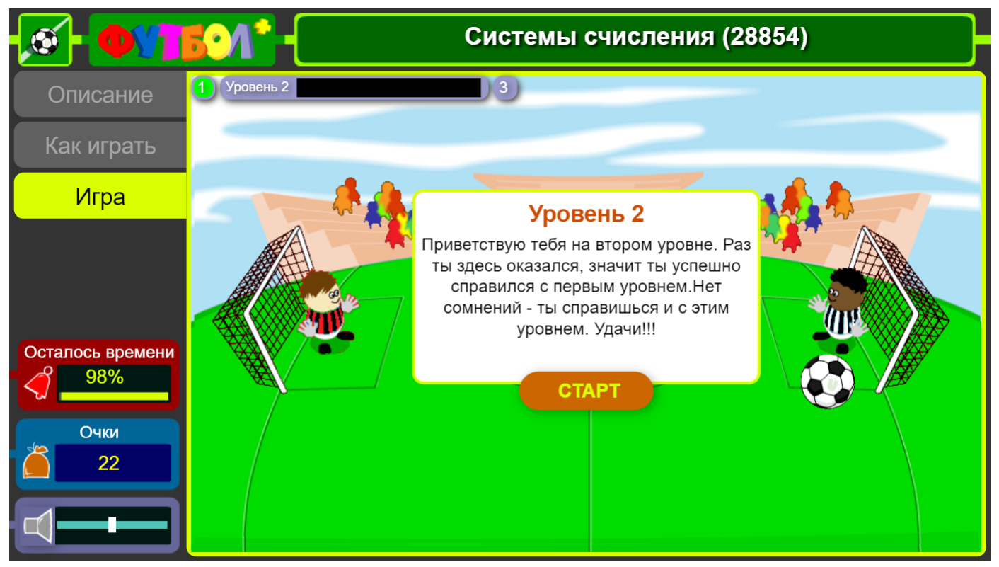 ФУТБОЛ+
Системы счисления (28854)
Описание
Как играть
Игра
1
Уровень 2
3
Уровень 2
Приветствую тебя на втором уровне. Раз
ты здесь оказался, значит ты успешно
справился с первым уровнем.Нет
сомнений - ты справишься и с этим
уровнем. Удачи!!!
СТАРТ
Осталось времени
98%
Очки
22